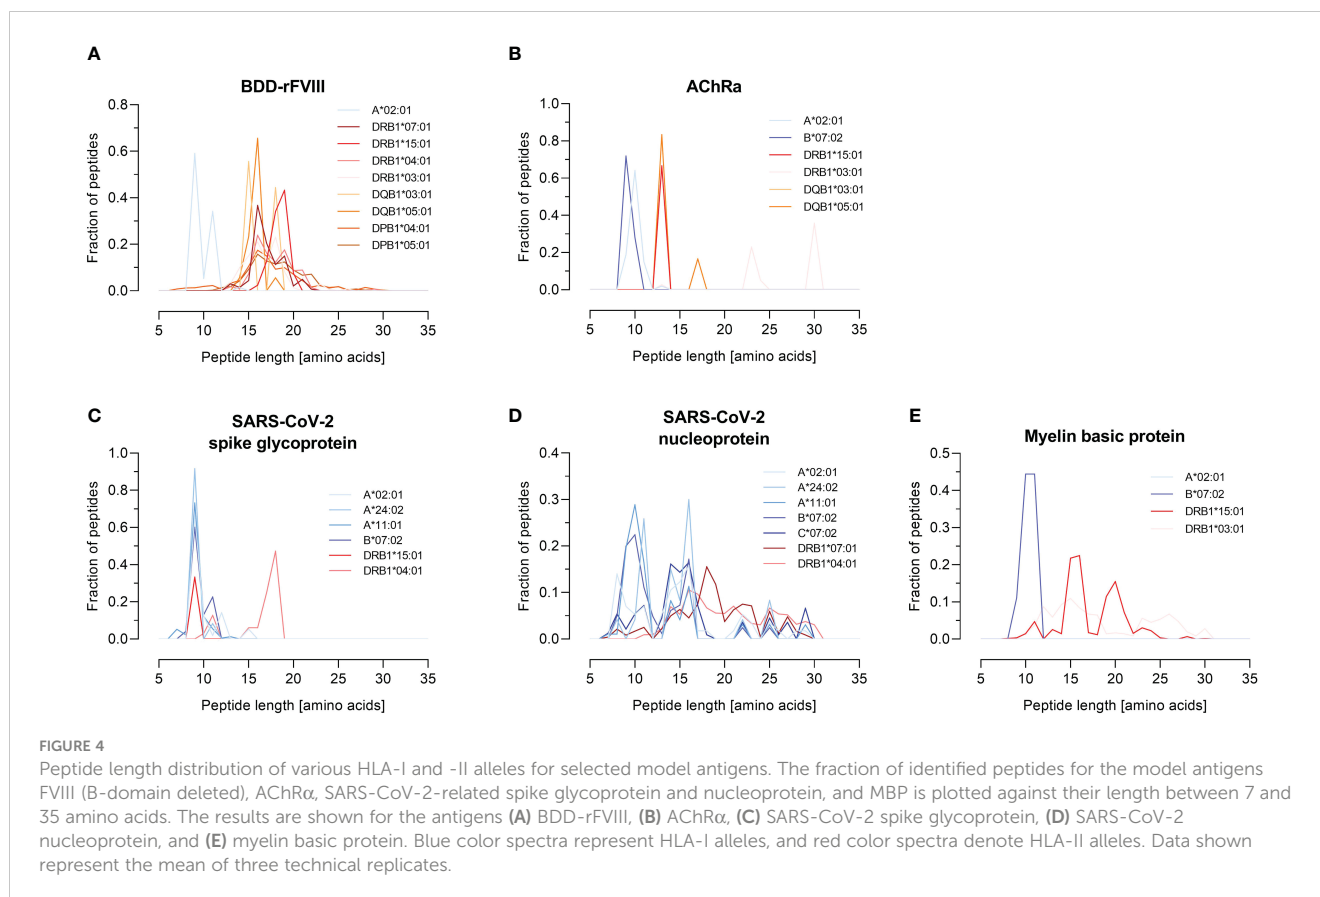 A
BDD-rFVIII
Fraction of peptides
0.8
0.6
0.4
0.2
0.0
A*02:01
DRB1*07:01
DRB1*15:01
DRB1*04:01
DRB1*03:01
DQB1*03:01
DQB1*05:01
DPB1*04:01
DPB1*05:01
5 10 15 20 25 30 35
Peptide length [amino acids]
B
AChRa
Fraction of peptides
1.0
0.8
0.6
0.4
0.2
0.0
A*02:01
B*07:02
DRB1*15:01
DRB1*03:01
DQB1*03:01
DQB1*05:01
5 10 15 20 25 30 35
Peptide length [amino acids]
C
SARS-CoV-2
spike glycoprotein
Fraction of peptides
1.0
0.8
0.6
0.4
0.2
0.0
A*02:01
A*24:02
A*11:01
B*07:02
DRB1*15:01
DRB1*04:01
5 10 15 20 25 30 35
Peptide length [amino acids]
D
SARS-CoV-2
nucleoprotein
Fraction of peptides
0.4
0.3
0.2
0.1
0.0
A*02:01
A*24:02
A*11:01
B*07:02
C*07:02
DRB1*07:01
DRB1*04:01
5 10 15 20 25 30 35
Peptide length [amino acids]
E
Myelin basic protein
Fraction of peptides
0.5
0.4
0.3
0.2
0.1
0.0
A*02:01
B*07:02
DRB1*15:01
DRB1*03:01
5 10 15 20 25 30 35
Peptide length [amino acids]
FIGURE 4
Peptide length distribution of various HLA-I and -II alleles for selected model antigens. The fraction of identified peptides for the model antigens
FVIII (B-domain deleted), AChRα, SARS-CoV-2-related spike glycoprotein and nucleoprotein, and MBP is plotted against their length between 7 and
35 amino acids. The results are shown for the antigens (A) BDD-rFVIII, (B) AChRα, (C) SARS-CoV-2 spike glycoprotein, (D) SARS-CoV-2
nucleoprotein, and (E) myelin basic protein. Blue color spectra represent HLA-I alleles, and red color spectra denote HLA-II alleles. Data shown
represent the mean of three technical replicates.